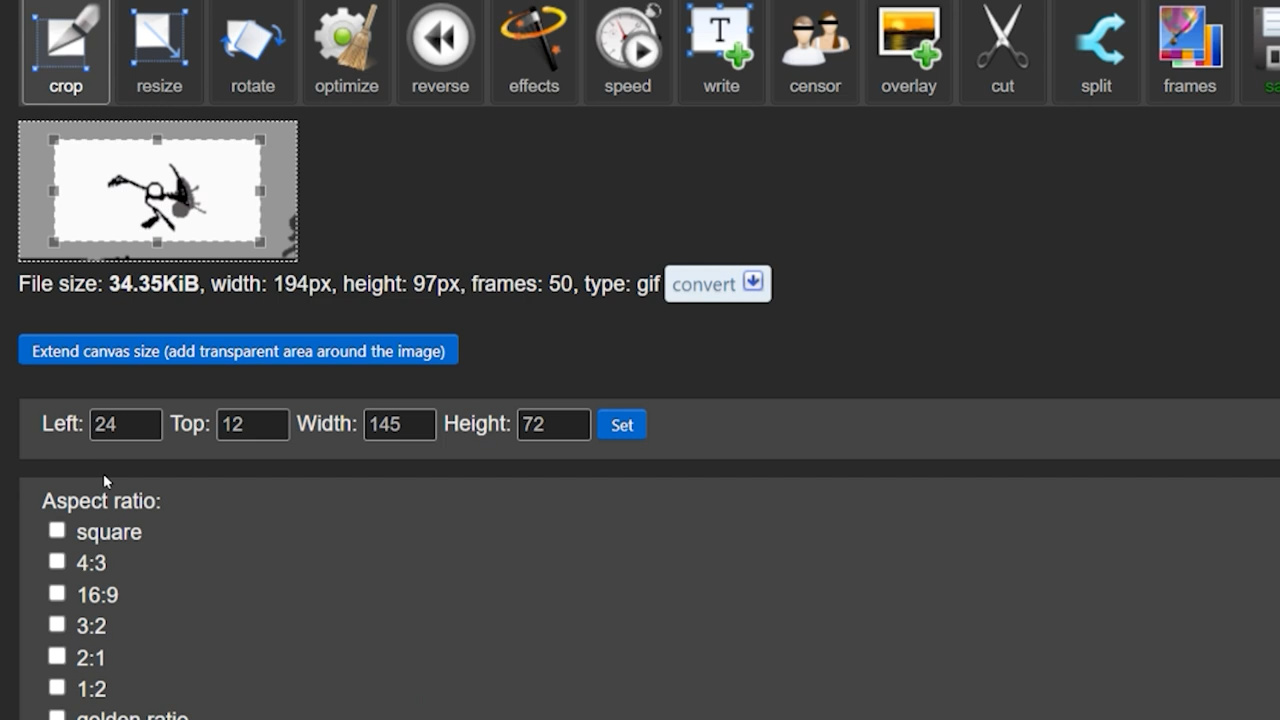 crop resize rotate optimize reverse effects speed write censor overlay cut split frames
T
File size: 34.35KiB, width: 194px, height: 97px, frames: 50, type: gif convert
Extend canvas size (add transparent area around the image)
Left: 24 Top: 12 Width: 145 Height: 72 Set
Aspect ratio:
square
4:3
16:9
3:2
2:1
1:2
golden ratio